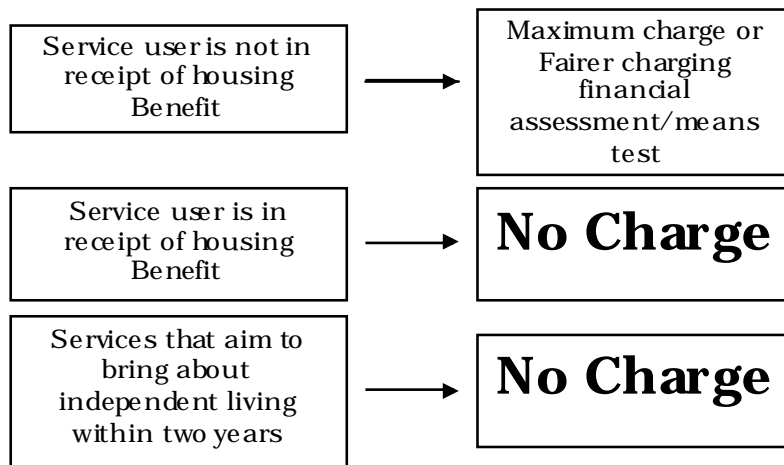 Service user is not in
receipt of housing
Benefit
Maximum charge or
Fairer charging
financial
assessment/means
test
Service user is in
receipt of housing
Benefit
No Charge
Services that aim to
bring about
independent living
within two years
No Charge